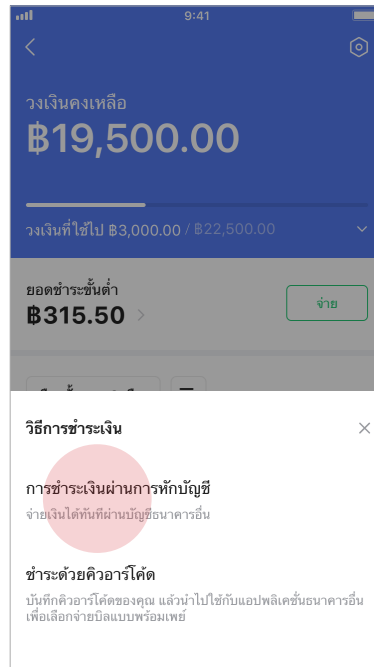 9:41
วงเงินคงเหลือ
฿19,500.00
วงเงินที่ใช้ไป ฿3,000.00 / ฿22,500.00
ยอดชำระขั้นต่ำ
฿315.50
จ่าย
วิธีการชำระเงิน
การชำระเงินผ่านการหักบัญชี
จ่ายเงินได้ทันทีผ่านบัญชีธนาคารอื่น
ชำระด้วยคิวอาร์โค้ด
บันทึกคิวอาร์โค้ดของคุณ แล้วนำไปใช้กับแอปพลิเคชั่นธนาคารอื่น
เพื่อเลือกจ่ายบิลแบบพร้อมเพย์